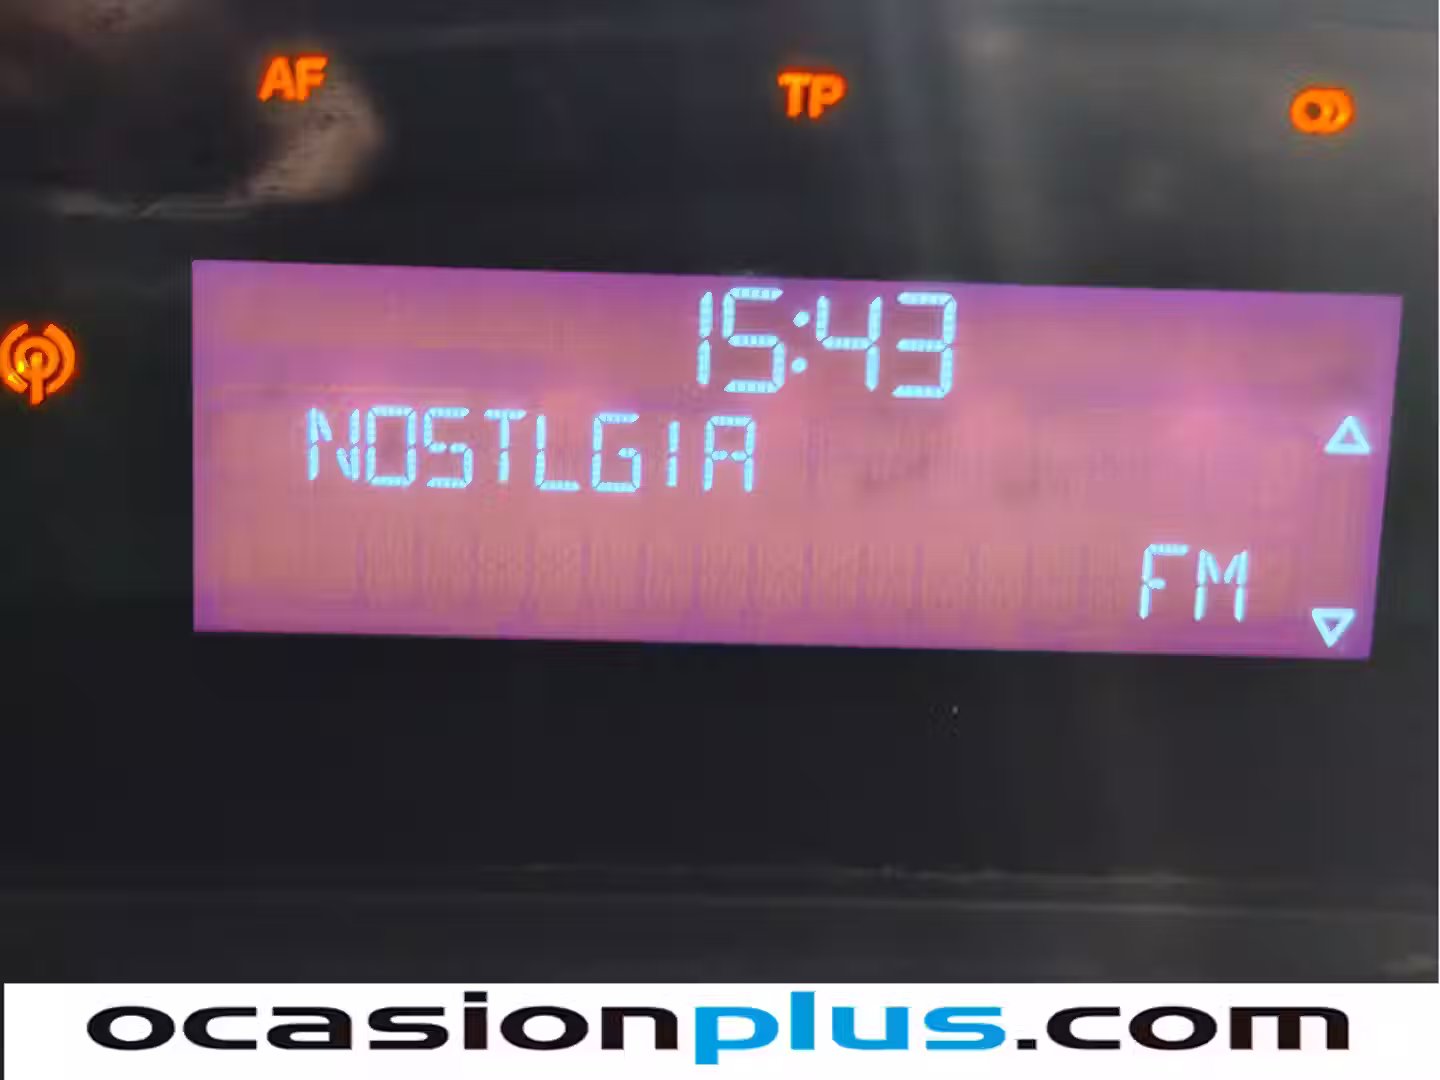 AF TP
15:43
NOSTLGIA
FM
ocasionplus.com